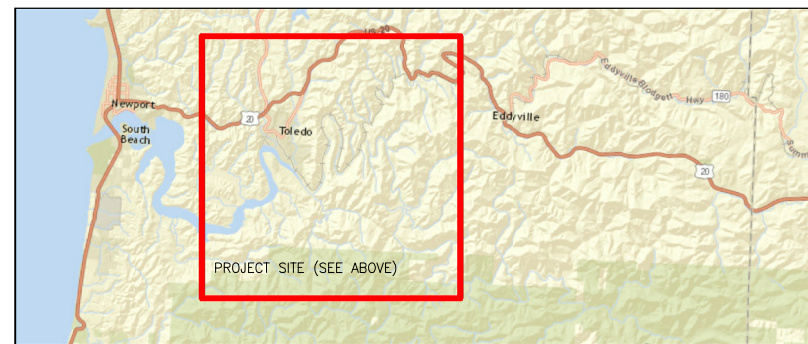 US-20
Eddyville-Blodgett Hwy
180
Newport
20
Eddyville
South
Beach
Toledo
20
PROJECT SITE (SEE ABOVE)